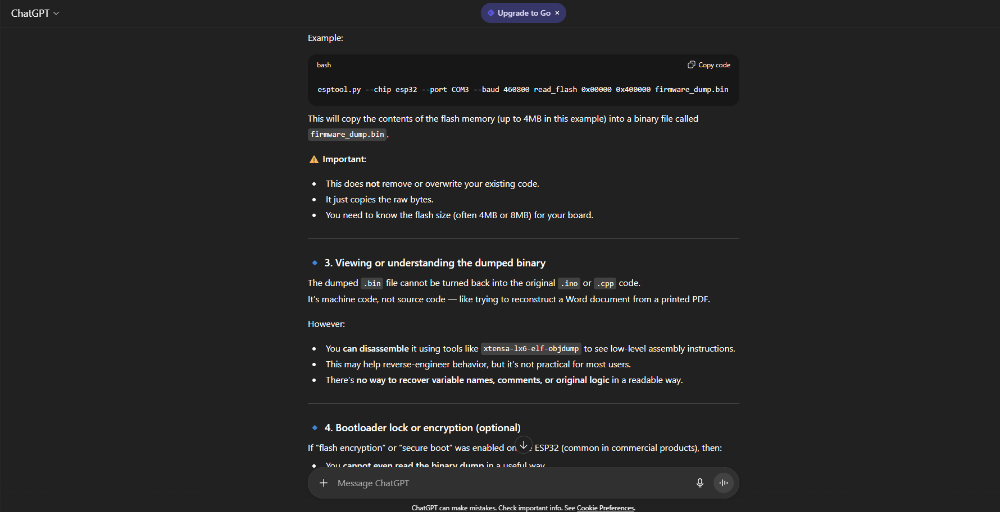 ChatGPT
Upgrade to Go ×
Example:
bash
Copy code
esptool.py --chip esp32 --port COM3 --baud 460800 read_flash 0x00000 0x400000 firmware_dump.bin
This will copy the contents of the flash memory (up to 4MB in this example) into a binary file called
firmware_dump.bin.
⚠️ Important:
• This does not remove or overwrite your existing code.
• It just copies the raw bytes.
• You need to know the flash size (often 4MB or 8MB) for your board.
🔹 3. Viewing or understanding the dumped binary
The dumped .bin file cannot be turned back into the original .ino or .cpp code.
It’s machine code, not source code — like trying to reconstruct a Word document from a printed PDF.
However:
• You can disassemble it using tools like xtensa-lx6-elf-objdump to see low-level assembly instructions.
• This may help reverse-engineer behavior, but it’s not practical for most users.
• There’s no way to recover variable names, comments, or original logic in a readable way.
🔹 4. Bootloader lock or encryption (optional)
If “flash encryption” or “secure boot” was enabled on ESP32 (common in commercial products), then:
• You cannot even read the binary dump in a useful way
Message ChatGPT
ChatGPT can make mistakes. Check important info. See Cookie Preferences.